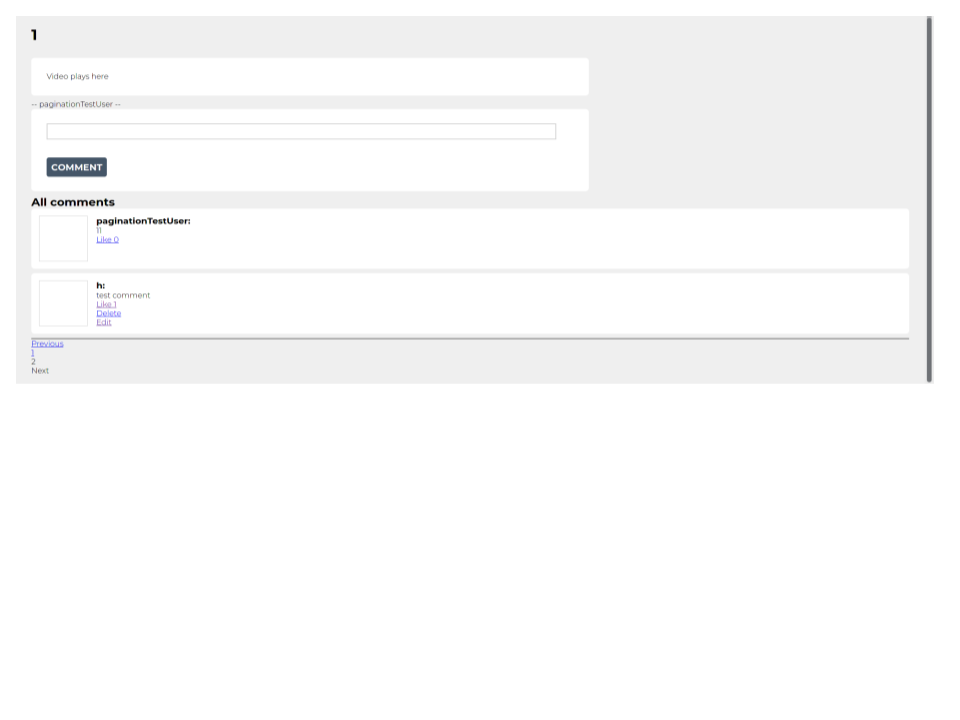 1
Video plays here
-- paginationTestUser --
COMMENT
All comments
paginationTestUser:
11
Like 0
h:
test comment
Like 1
Delete
Edit
Previous
1
2
Next